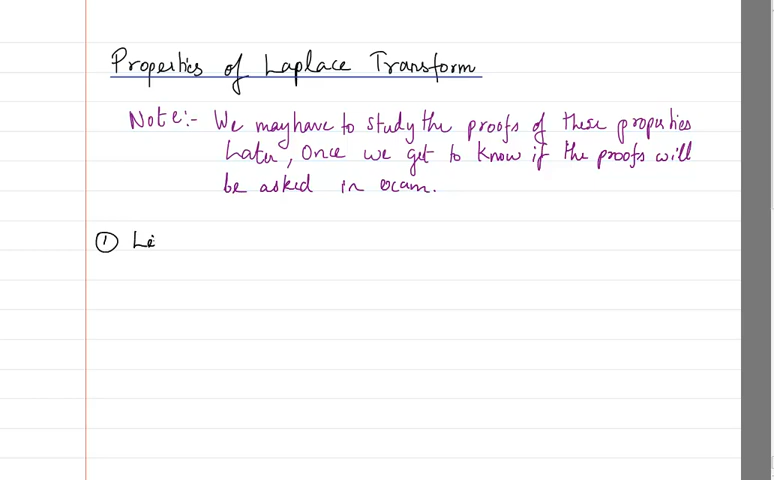 Properties of Laplace Transform
Note:- We may have to study the proofs of these properties
Later, Once we get to know if the proofs will
be asked in exam.
① Li